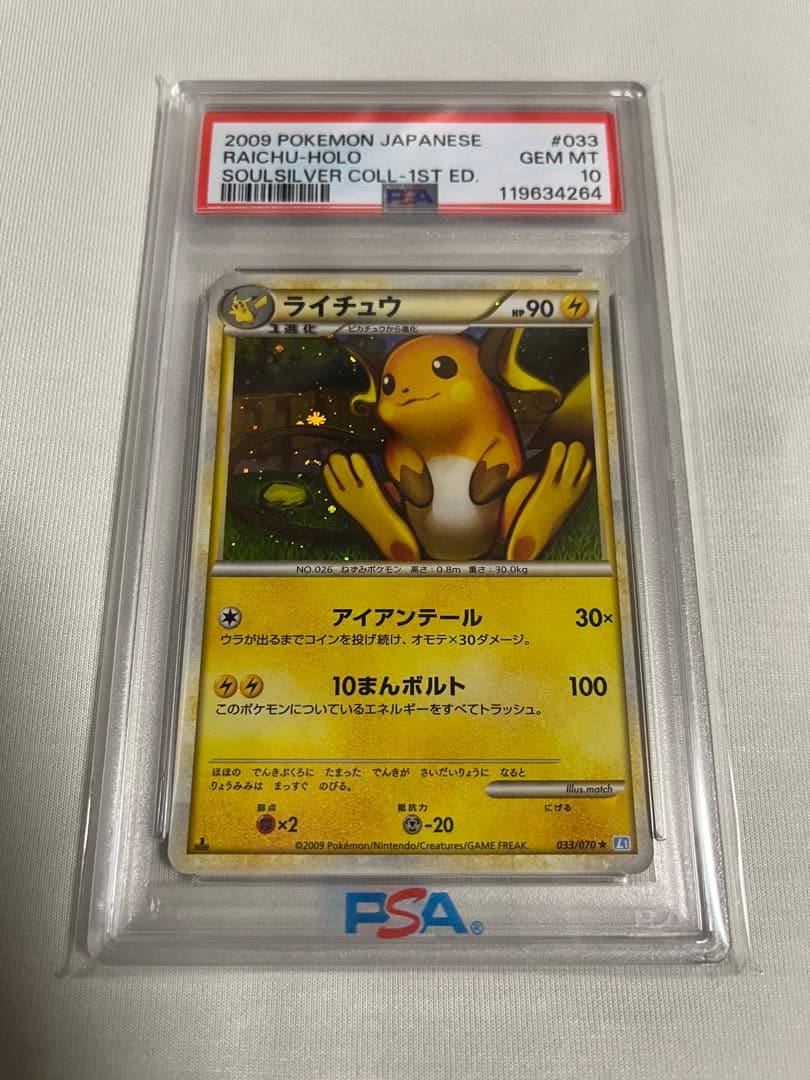 2009 POKEMON JAPANESE #033
RAICHU-HOLO GEM MT
SOULSILVER COLL-1ST ED. 10
PSA 119634264
ライチュウ HP90
1進化 ピカチュウから進化
NO.026 ねずみポケモン 高さ:0.8m 重さ:30.0kg
アイアンテール 30×
ウラが出るまでコインを投げ続け、オモテ×30ダメージ。
10まんボルト 100
このポケモンについているエネルギーをすべてトラッシュ。
ほほの でんきぶくろに たまった でんきが さいだいりょうに なると
りょうみみは まっすぐ のびる。
Illus.match
弱点 抵抗力 にげる
×2 -20
1
©2009 Pokémon/Nintendo/Creatures/GAME FREAK. 033/070 ★ L1
PSA®